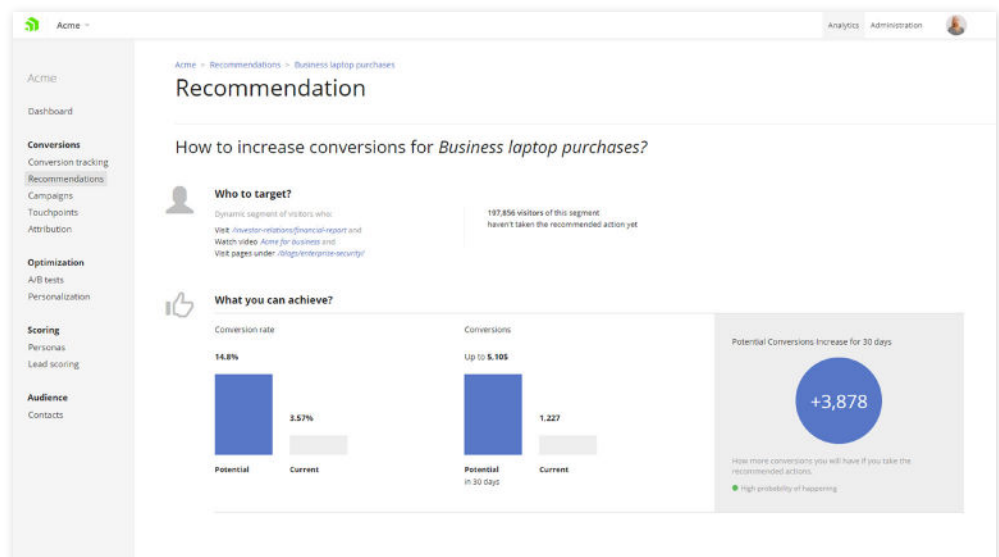 Acme
Analytics Administration
Acme
Dashboard
Conversions
Conversion tracking
Recommendations
Campaigns
Touchpoints
Attribution
Optimization
A/B tests
Personalization
Scoring
Personas
Lead scoring
Audience
Contacts
Acme > Recommendations > Business laptop purchases
Recommendation
How to increase conversions for Business laptop purchases?
Who to target?
Dynamic segment of visitors who:
Visit /investor-relations/financial-report and
Watch video Acme for business and
Visit pages under /blogs/enterprise-security/
197,856 visitors of this segment
haven't taken the recommended action yet
What you can achieve?
Conversion rate
14.8%
3.57%
Potential Current
Conversions
Up to 5.105
1.227
Potential Current
in 30 days
Potential Conversions Increase for 30 days
+3,878
How more conversions you will have if you take the
recommended actions.
High probability of happening